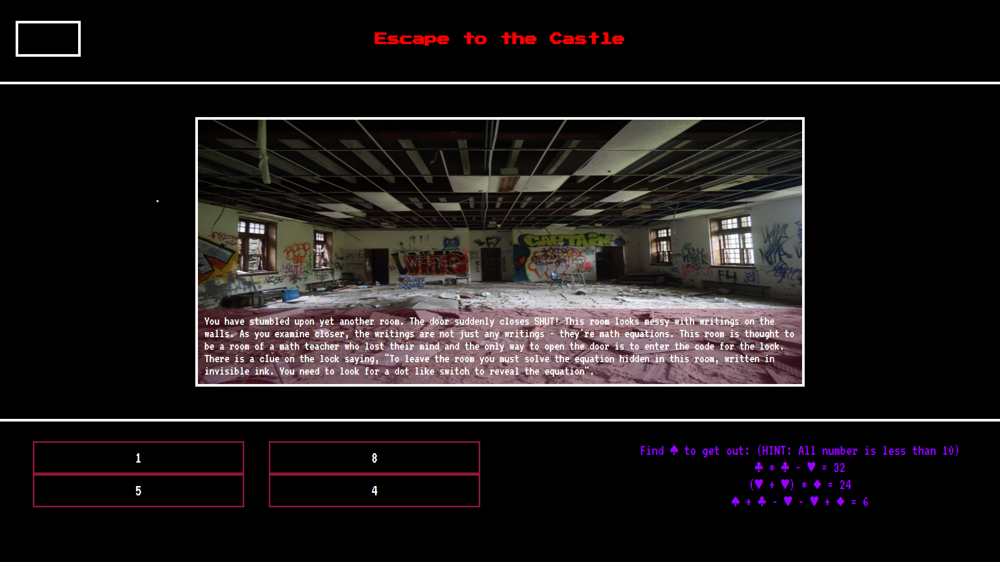 Escape to the Castle
CAPTAIN
You have stumbled upon yet another room. The door suddenly closes SHUT! This room looks messy with writings on the
walls. As you examine closer, the writings are not just any writings - they're math equations. This room is thought to
be a room of a math teacher who lost their mind and the only way to open the door is to enter the code for the lock.
There is a clue on the lock saying, "To leave the room you must solve the equation hidden in this room, written in
invisible ink. You need to look for a dot like switch to reveal the equation".
1
8
5
4
Find ♠ to get out: (HINT: All number is less than 10)
♣ * ♣ - ♥ = 32
(♥ + ♥) * ♦ = 24
♠ + ♣ - ♥ - ♥ + ♦ = 6